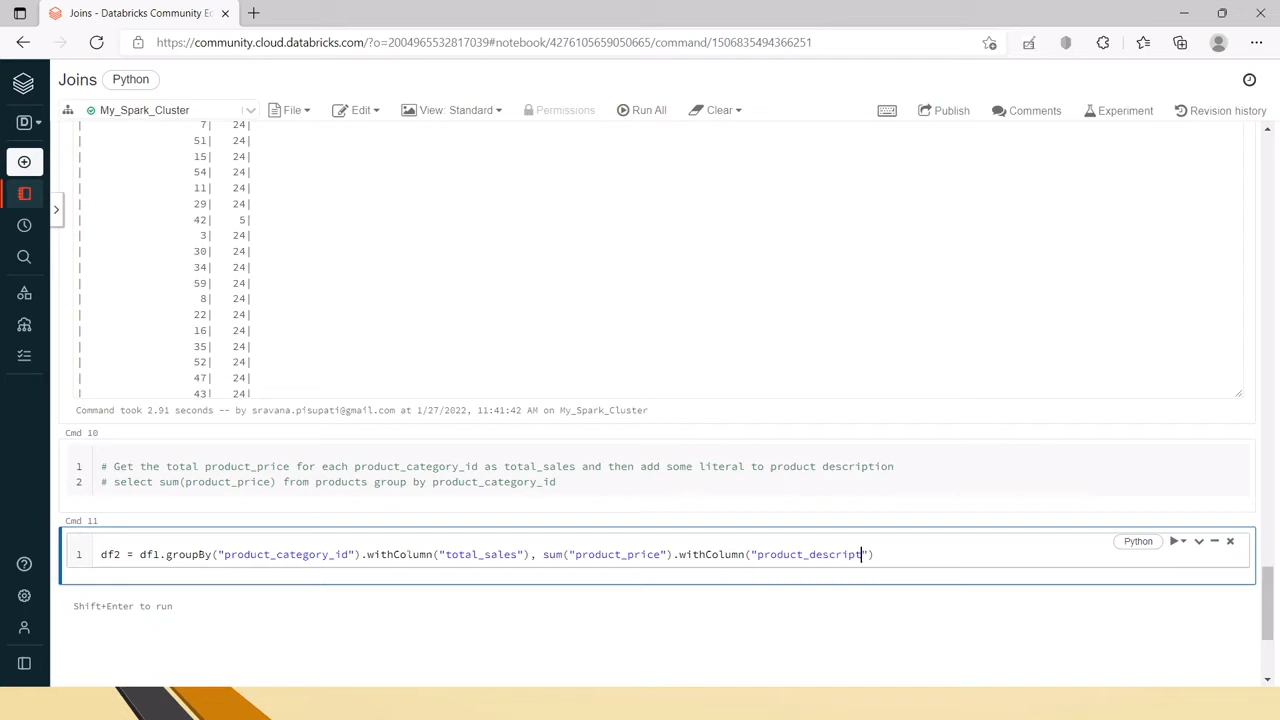 Joins - Databricks Community Ed
https://community.cloud.databricks.com/?o=2004965532817039#notebook/4276105659050665/command/1506835494366251
Joins Python
My_Spark_Cluster File Edit View: Standard Permissions Run All Clear Publish Comments Experiment Revision history
D
| 7| 24|
| 51| 24|
| 15| 24|
| 54| 24|
| 11| 24|
| 29| 24|
| 42| 5|
| 3| 24|
| 30| 24|
| 34| 24|
| 59| 24|
| 8| 24|
| 22| 24|
| 16| 24|
| 35| 24|
| 52| 24|
| 47| 24|
| 43| 24|
Command took 2.91 seconds -- by sravana.pisupati@gmail.com at 1/27/2022, 11:41:42 AM on My_Spark_Cluster
Cmd 10
1 # Get the total product_price for each product_category_id as total_sales and then add some literal to product description
2 # select sum(product_price) from products group by product_category_id
Cmd 11
Python
1 df2 = df1.groupBy("product_category_id").withColumn("total_sales"), sum("product_price").withColumn("product_descript")
Shift+Enter to run